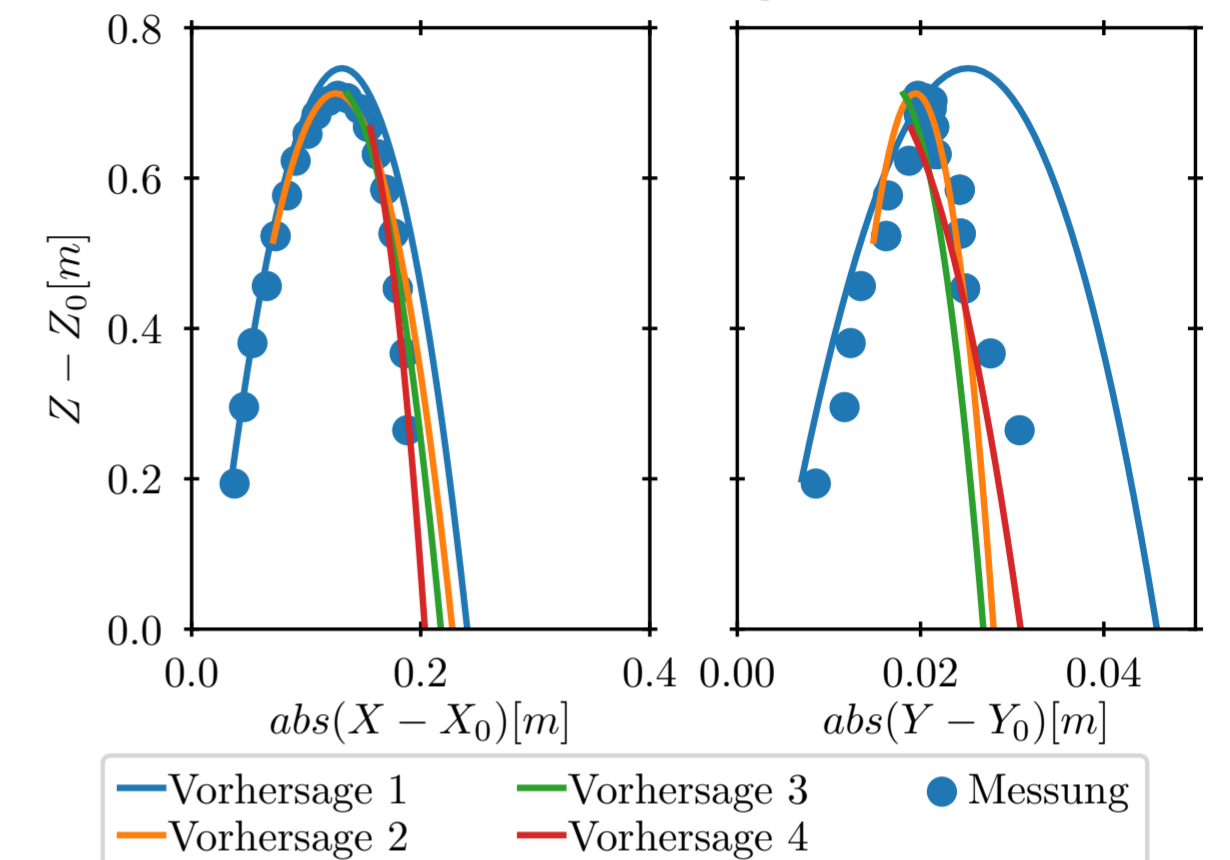 0.8
0.6
0.4
0.2
0.0
Z − Z₀[m]
0.0 0.2 0.4
abs(X − X₀)[m]
0.00 0.02 0.04
abs(Y − Y₀)[m]
Vorhersage 1 Vorhersage 3 Messung
Vorhersage 2 Vorhersage 4